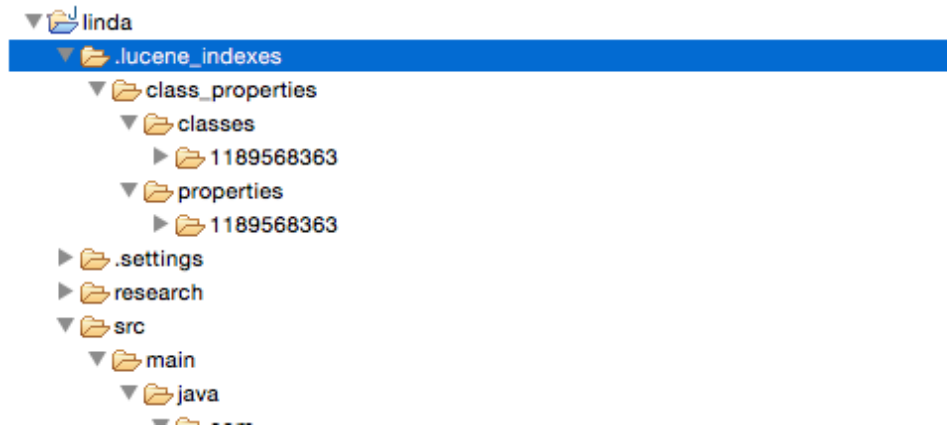 linda
.lucene_indexes
class_properties
classes
1189568363
properties
1189568363
.settings
research
src
main
java